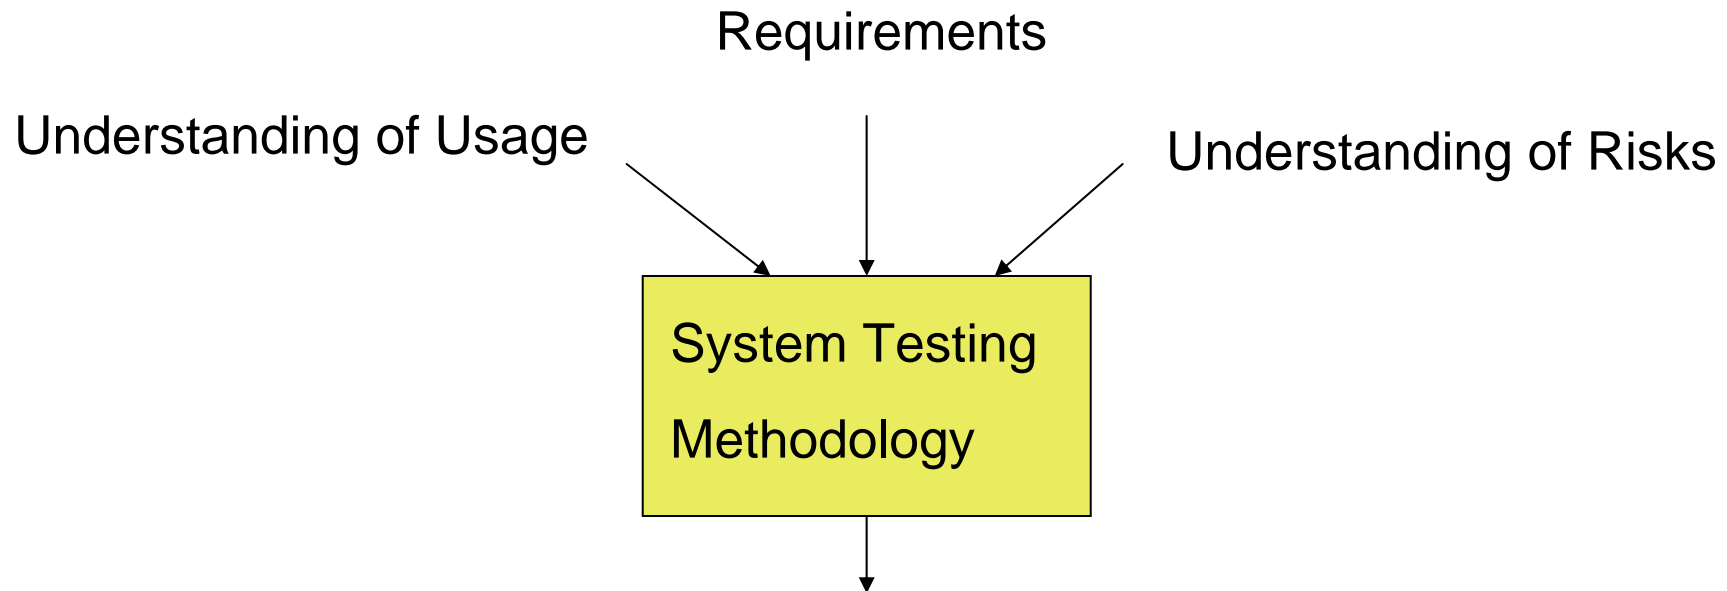 Requirements
Understanding of Usage
Understanding of Risks
System Testing
Methodology